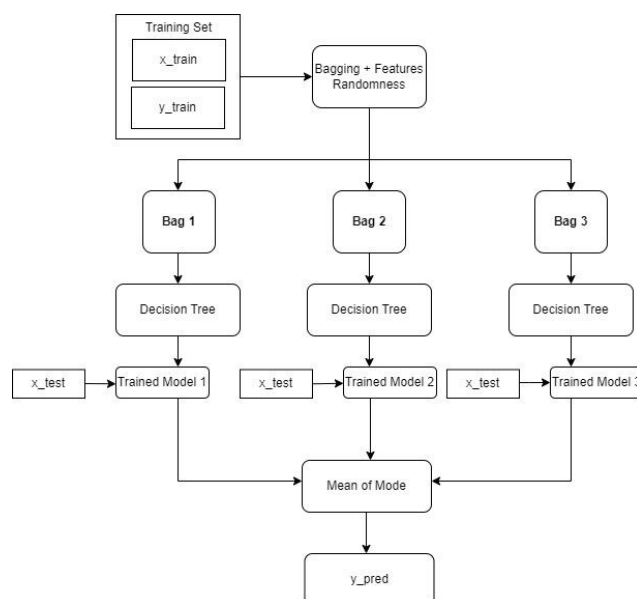 Training Set
x_train
y_train
Bagging + Features
Randomness
Bag 1
Bag 2
Bag 3
Decision Tree
Decision Tree
Decision Tree
x_test
Trained Model 1
x_test
Trained Model 2
x_test
Trained Model 3
Mean of Mode
y_pred